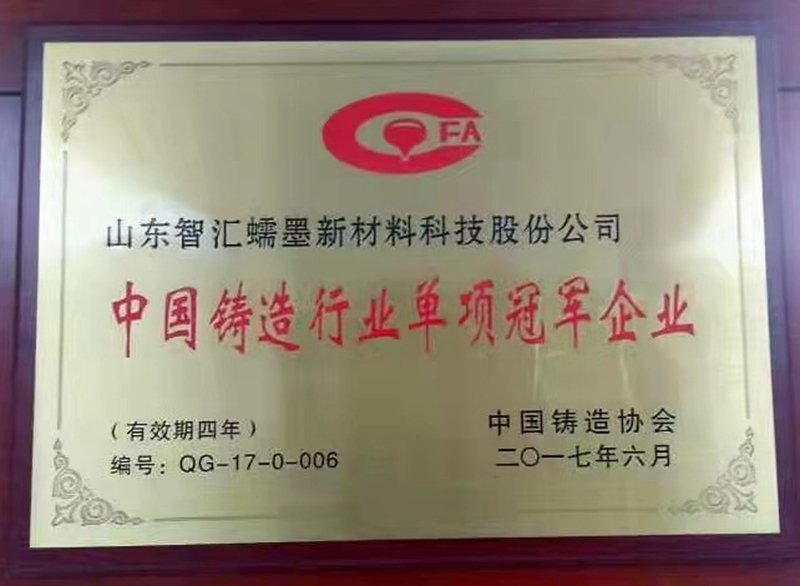 FA
山东智汇蠕墨新材料科技股份公司
中国铸造行业单项冠军企业
(有效期四年)
编号:QG-17-0-006
中国铸造协会
二〇一七年六月